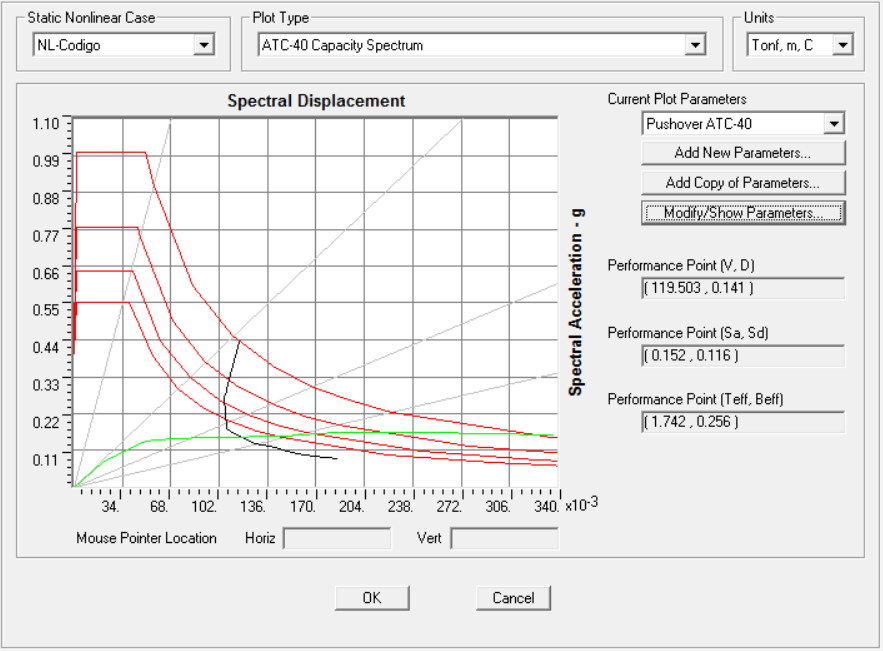 Static Nonlinear Case
NL-Codigo
Plot Type
ATC-40 Capacity Spectrum
Units
Tonf, m, C
Spectral Displacement
1.10
0.99
0.88
0.77
0.66
0.55
0.44
0.33
0.22
0.11
34. 68. 102. 136. 170. 204. 238. 272. 306. 340. x10-3
Spectral Acceleration - g
Mouse Pointer Location Horiz Vert
Current Plot Parameters
Pushover ATC-40
Add New Parameters...
Add Copy of Parameters...
Modify/Show Parameters...
Performance Point (V, D)
( 119.503 , 0.141 )
Performance Point (Sa, Sd)
( 0.152 , 0.116 )
Performance Point (Teff, Beff)
( 1.742 , 0.256 )
OK Cancel